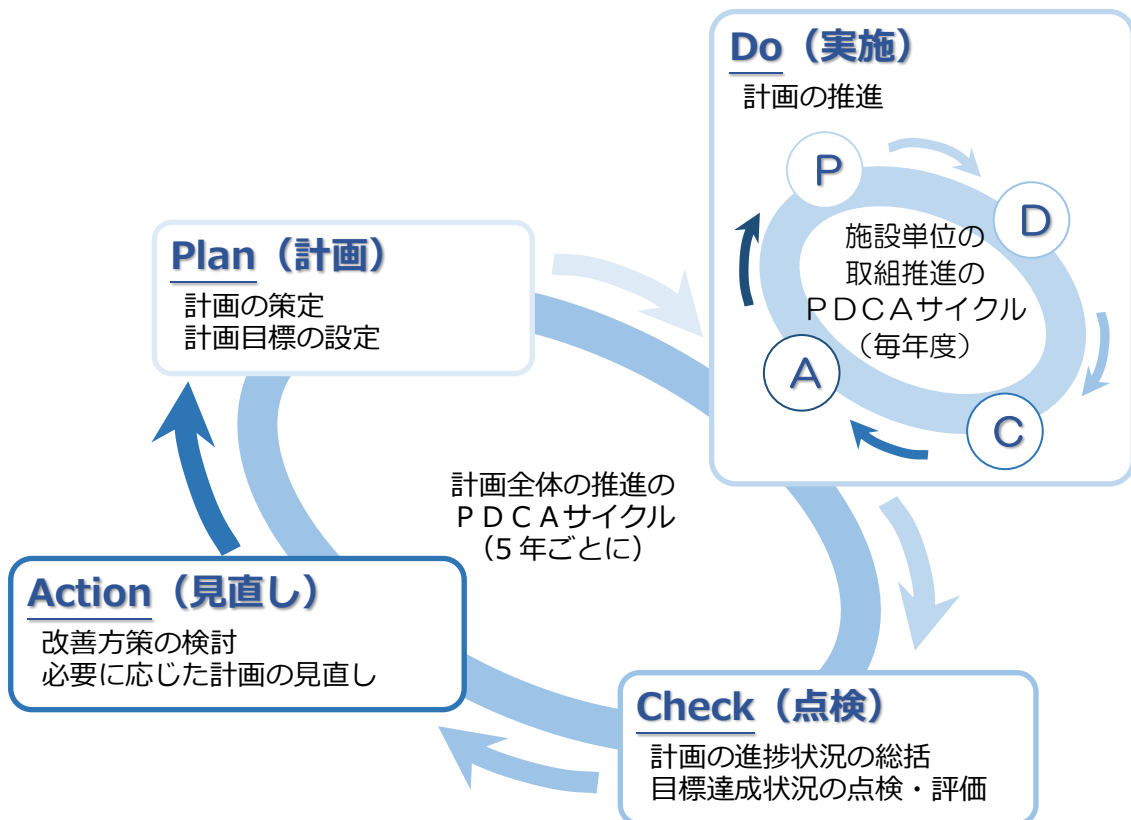 Do（実施）
計画の推進
P
D
施設単位の
取組推進の
ＰＤＣＡサイクル
（毎年度）
A
C
Plan（計画）
計画の策定
計画目標の設定
計画全体の推進の
ＰＤＣＡサイクル
（５年ごとに）
Action（見直し）
改善方策の検討
必要に応じた計画の見直し
Check（点検）
計画の進捗状況の総括
目標達成状況の点検・評価